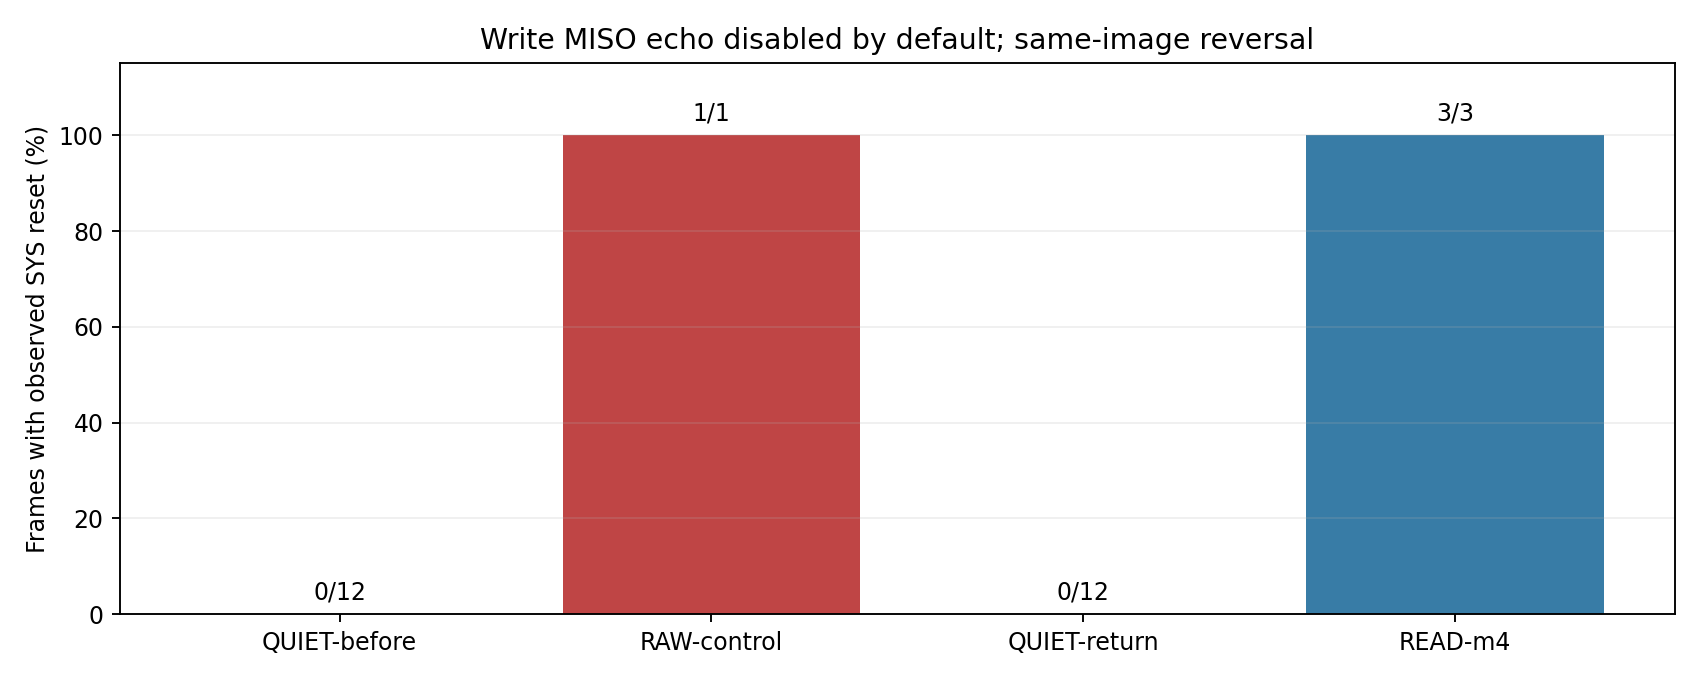 Write MISO echo disabled by default; same-image reversal
Frames with observed SYS reset (%)
100
80
60
40
20
0
0/12
1/1
0/12
3/3
QUIET-before
RAW-control
QUIET-return
READ-m4